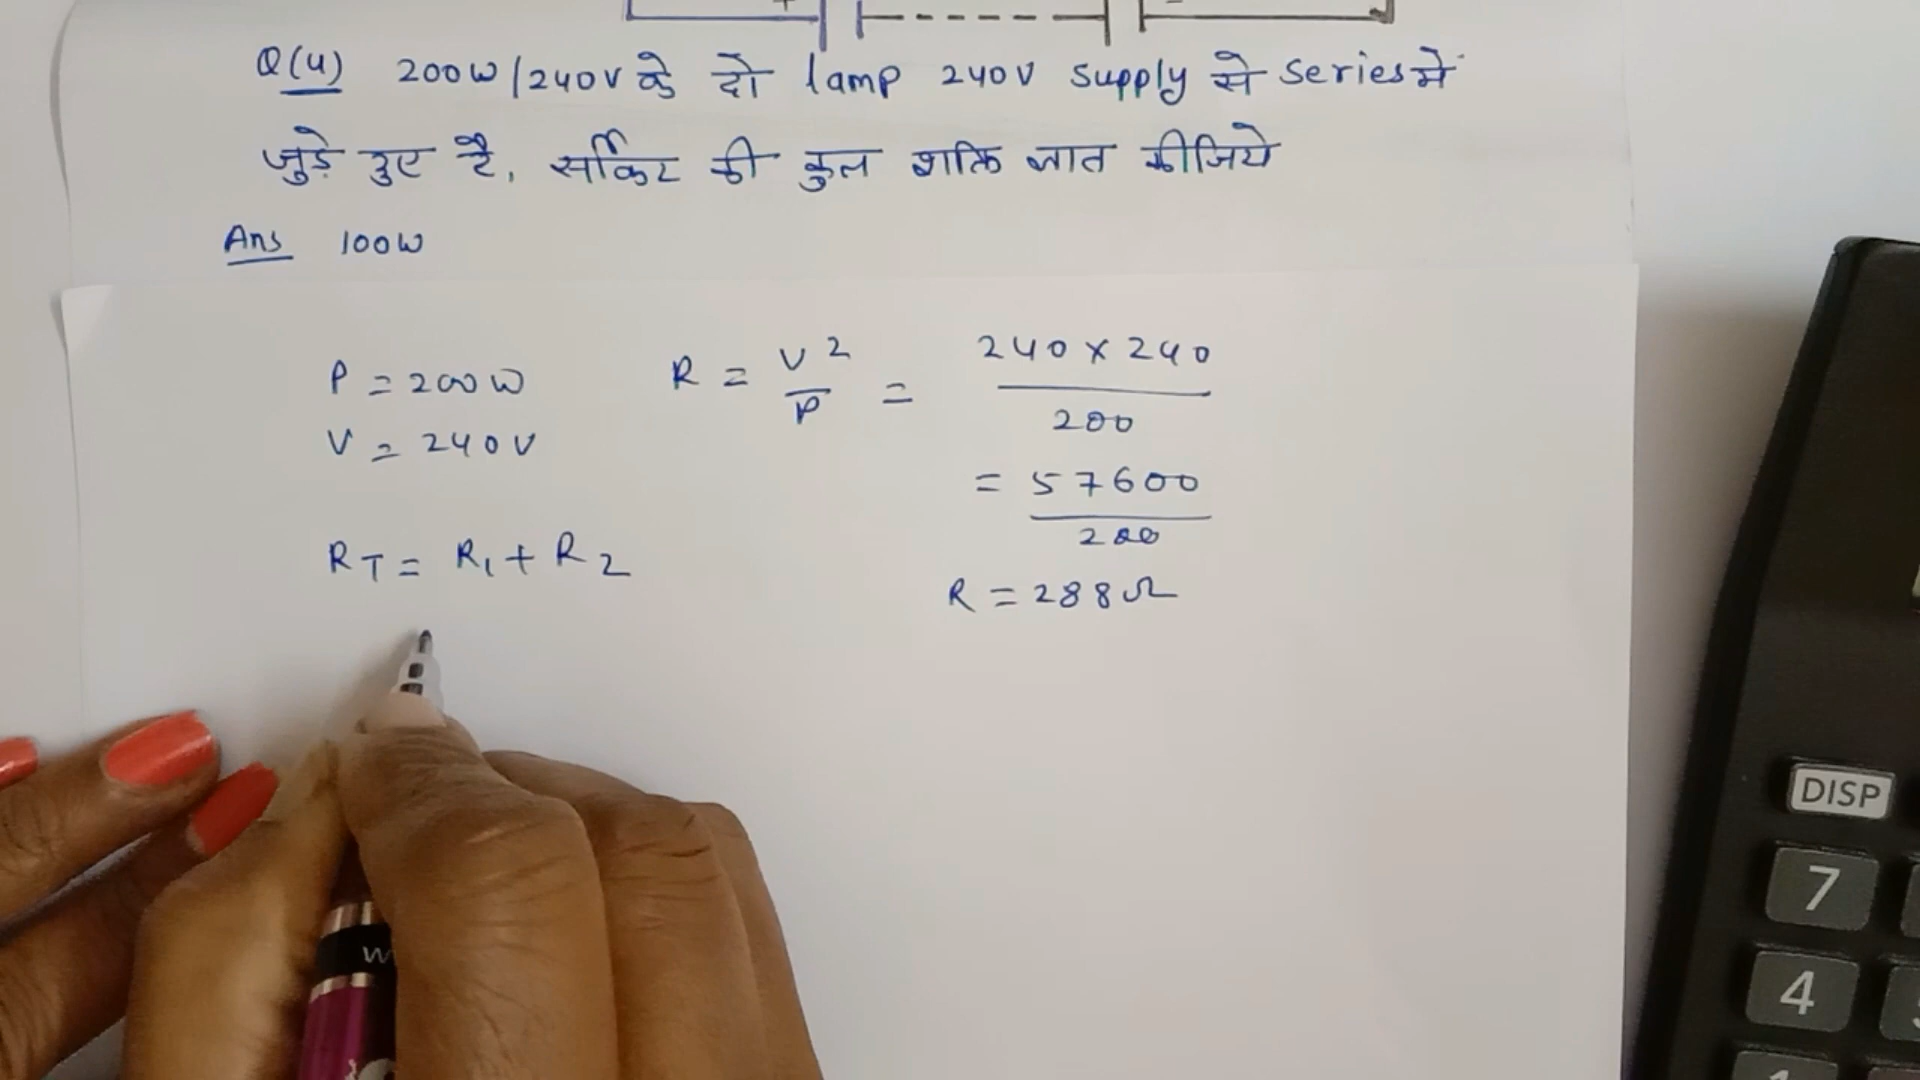 Q(4) 200W/240V के दो lamp 240V supply से series में
जुड़े हुए है, सर्किट की कुल शक्ति ज्ञात कीजिये
Ans 100W
P = 200W
V = 240V
R = V²/P = 240 x 240/200
= 57600/200
R = 288Ω
RT = R1 + R2
DISP
7
4